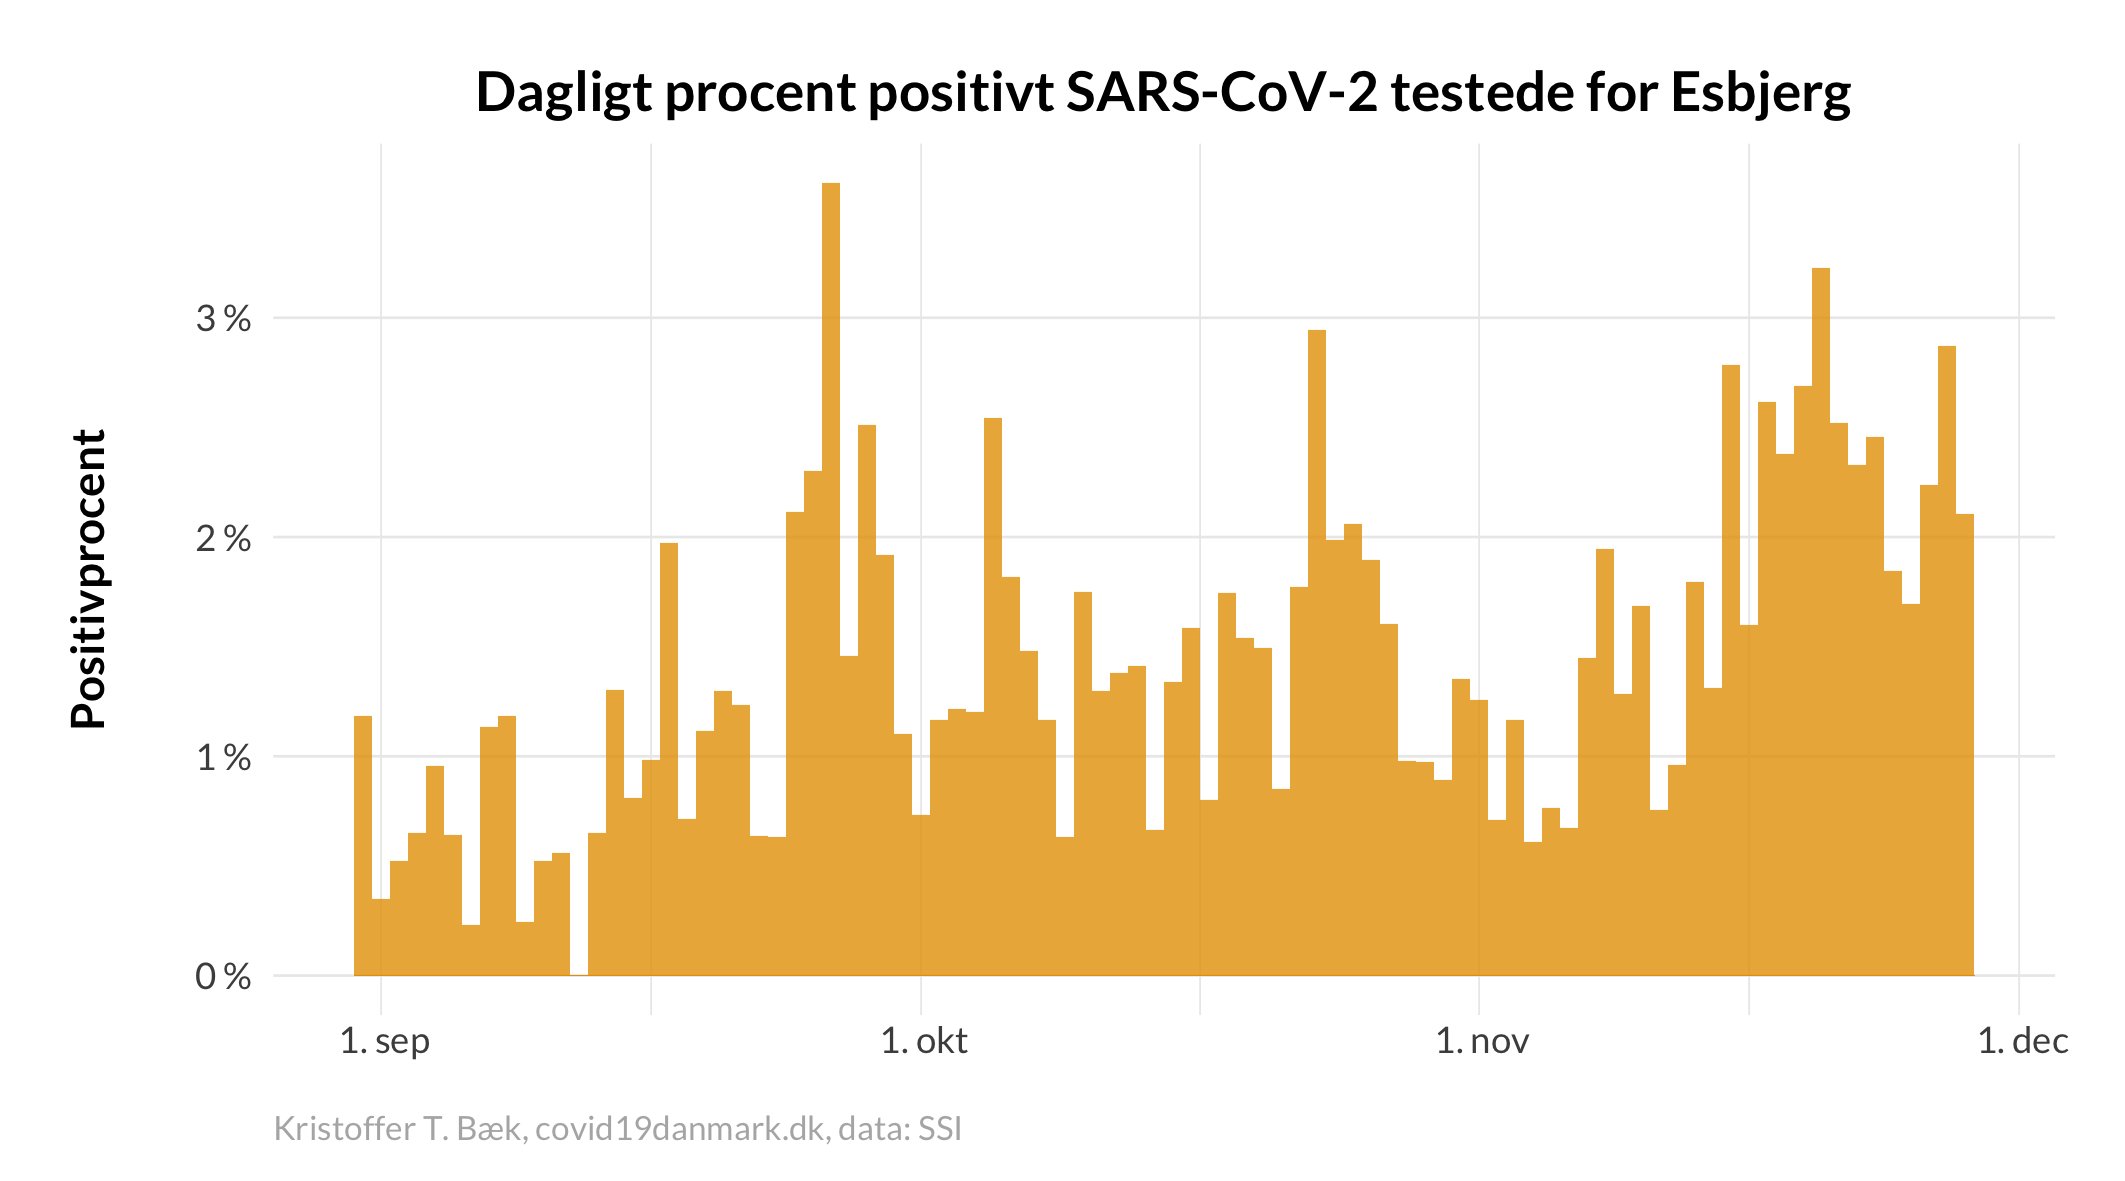 Dagligt procent positivt SARS-CoV-2 testede for Esbjerg
Positivprocent
3 %
2 %
1 %
0 %
1. sep
1. okt
1. nov
1. dec
Kristoffer T. Bæk, covid19danmark.dk, data: SSI